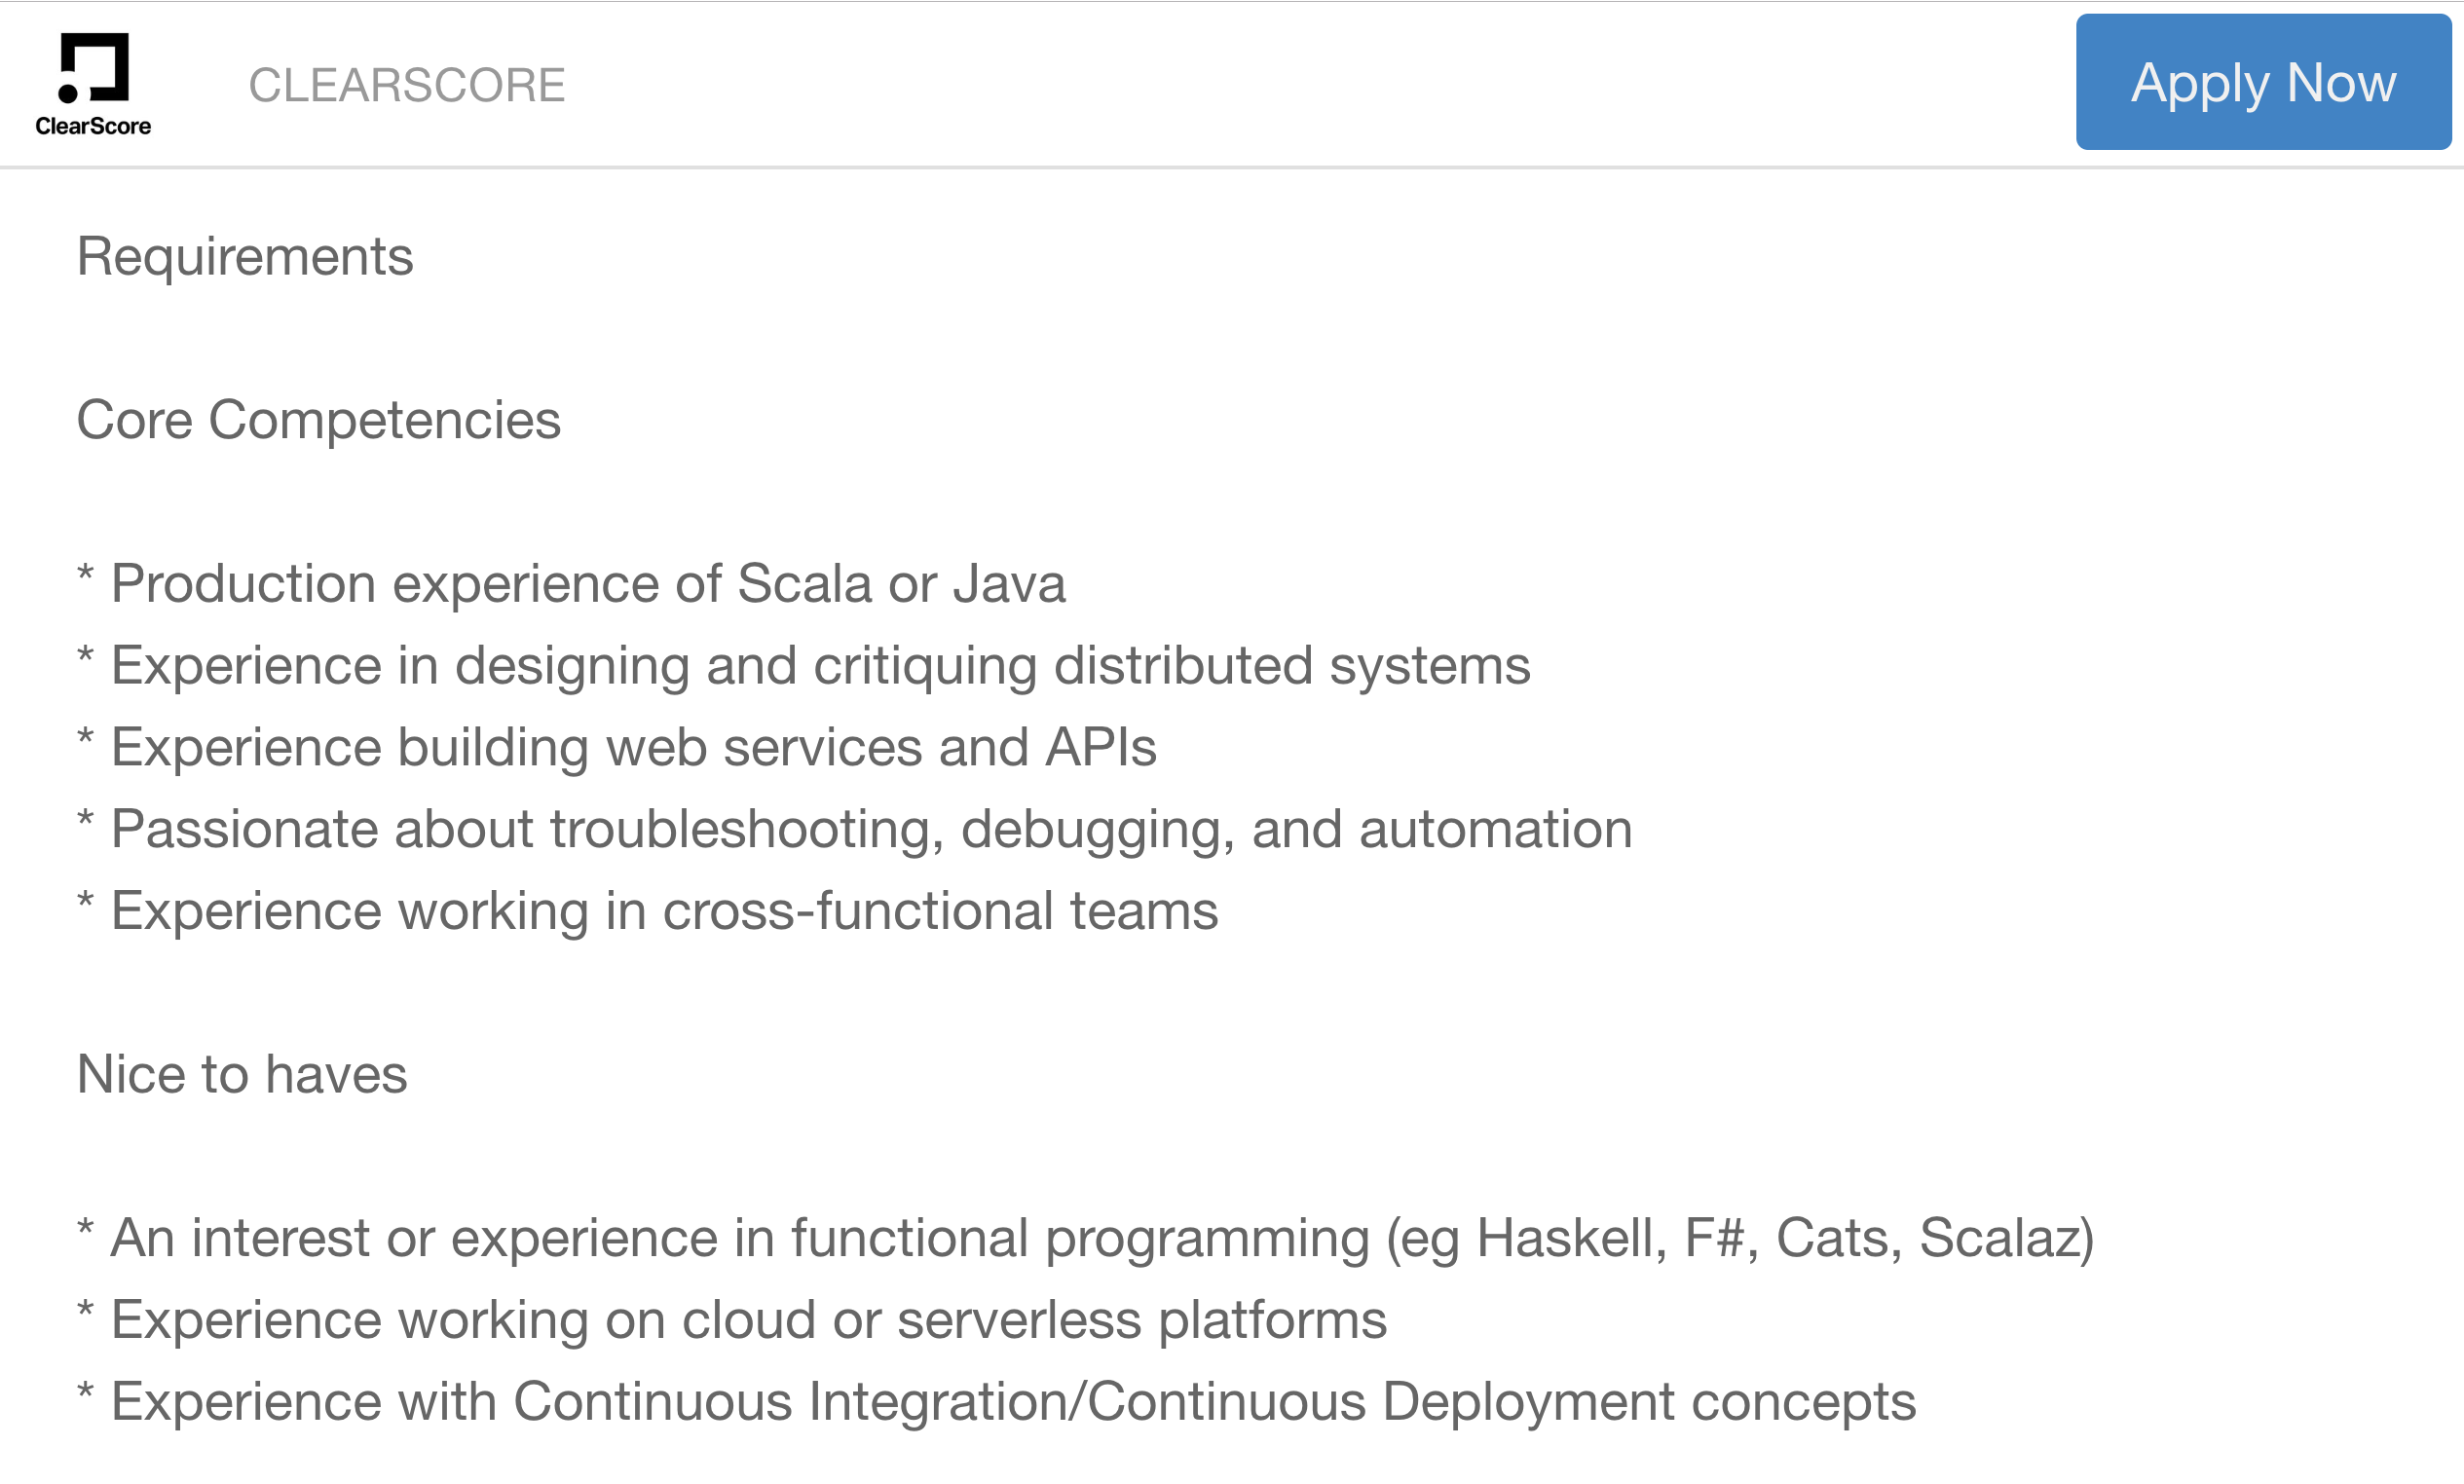 ClearScore
CLEARSCORE
Apply Now
Requirements
Core Competencies
* Production experience of Scala or Java
* Experience in designing and critiquing distributed systems
* Experience building web services and APIs
* Passionate about troubleshooting, debugging, and automation
* Experience working in cross-functional teams
Nice to haves
* An interest or experience in functional programming (eg Haskell, F#, Cats, Scalaz)
* Experience working on cloud or serverless platforms
* Experience with Continuous Integration/Continuous Deployment concepts